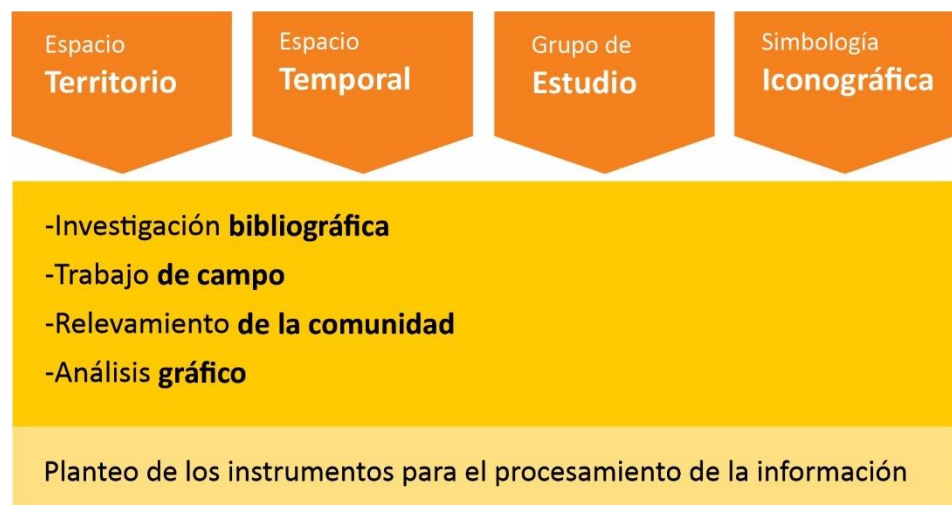 Espacio
Territorio
Espacio
Temporal
Grupo de
Estudio
Simbología
Iconográfica
-Investigación bibliográfica
-Trabajo de campo
-Relevamiento de la comunidad
-Análisis gráfico
Planteo de los instrumentos para el procesamiento de la información